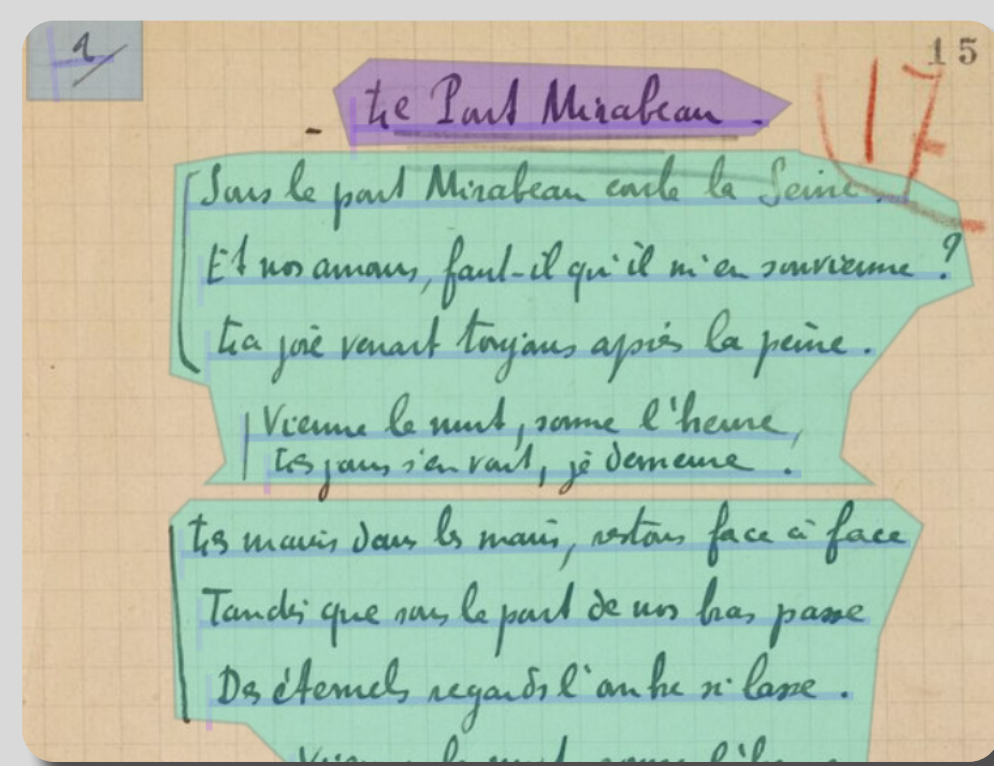 1
15
17
- Le Pont Mirabeau.
Sous le pont Mirabeau coule la Seine.
Et nos amours, faut-il qu'il m'en souvienne ?
La joie venait toujours après la peine.
Vienne la nuit, sonne l'heure,
Les jours s'en vont, je demeure.
Les mains dans les mains, restons face à face
Tandis que sous le pont de nos bras passe
Des éternels regards l'onde si lasse.